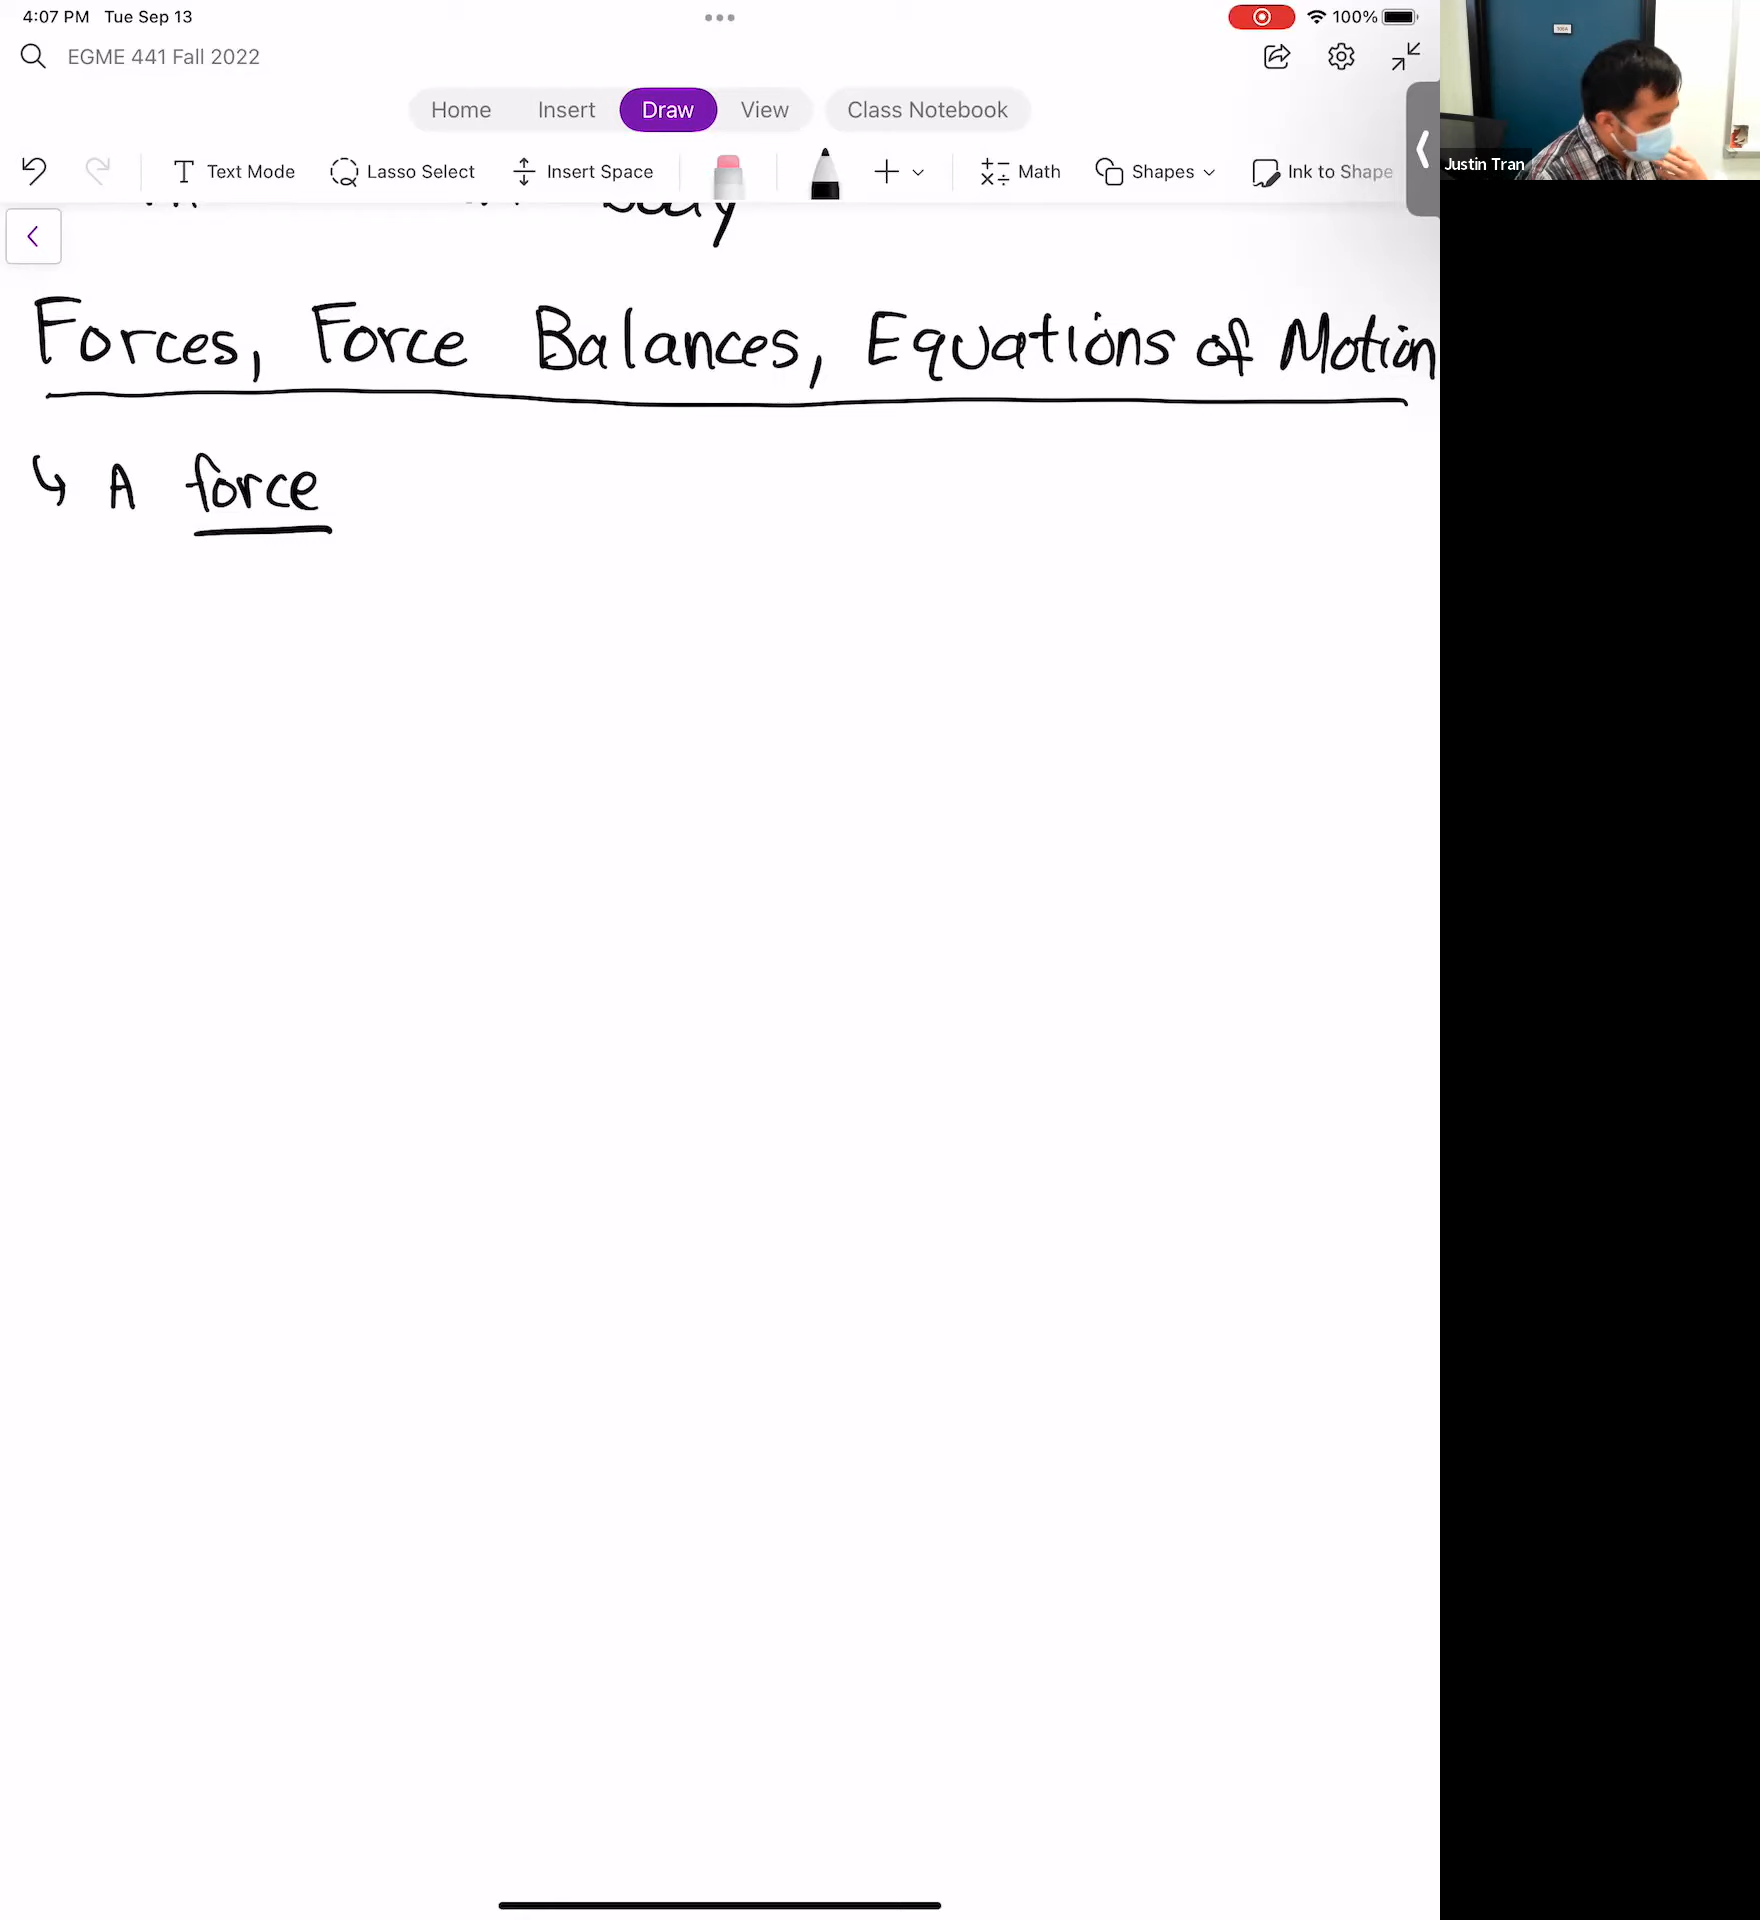 4:07 PM Tue Sep 13
100%
EGME 441 Fall 2022
Home Insert Draw View Class Notebook
Text Mode Lasso Select Insert Space Math Shapes Ink to Shape
Justin Tran
body
Forces, Force Balances, Equations of Motion
↳ A force